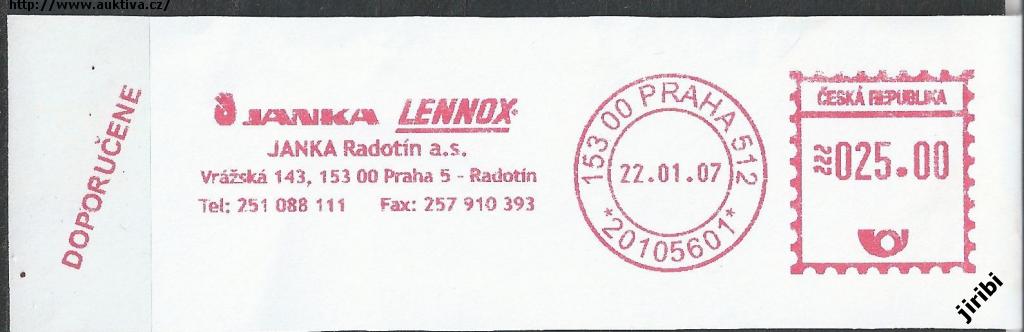 http://www.auktiva.cz/
DOPORUČENE
JANKA LENNOX
JANKA Radotín a.s.
Vrážská 143, 153 00 Praha 5 - Radotín
Tel: 251 088 111 Fax: 257 910 393
153 00 PRAHA 512
22.01.07
*20105601*
ČESKÁ REPUBLIKA
025.00
jiribi